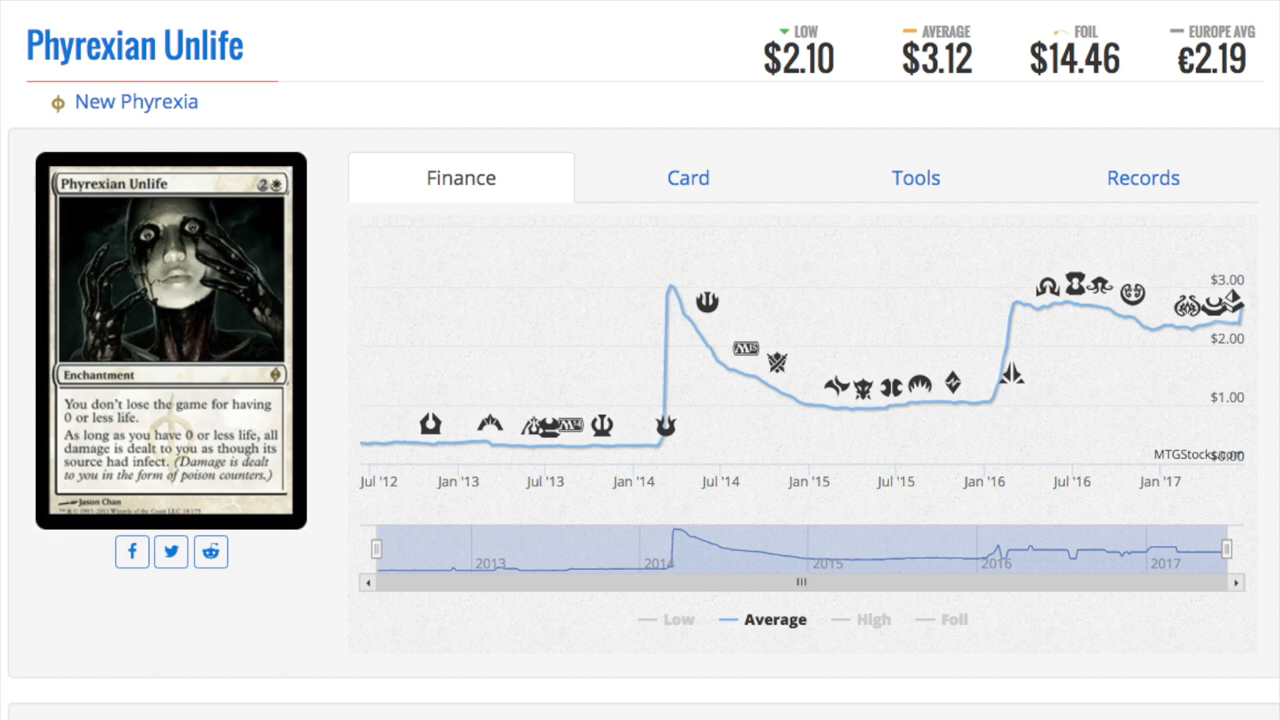 Phyrexian Unlife
LOW
$2.10
AVERAGE
$3.12
FOIL
$14.46
EUROPE AVG
€2.19
New Phyrexia
Phyrexian Unlife 2
Enchantment
You don't lose the game for having
0 or less life.
As long as you have 0 or less life, all
damage is dealt to you as though its
source had infect. (Damage is dealt
to you in the form of poison counters.)
Jason Chan
Finance
Card
Tools
Records
$3.00
$2.00
$1.00
$0.00
MTGStocks.com
Jul '12
Jan '13
Jul '13
Jan '14
Jul '14
Jan '15
Jul '15
Jan '16
Jul '16
Jan '17
2013
2014
2015
2016
2017
Low
Average
High
Foil